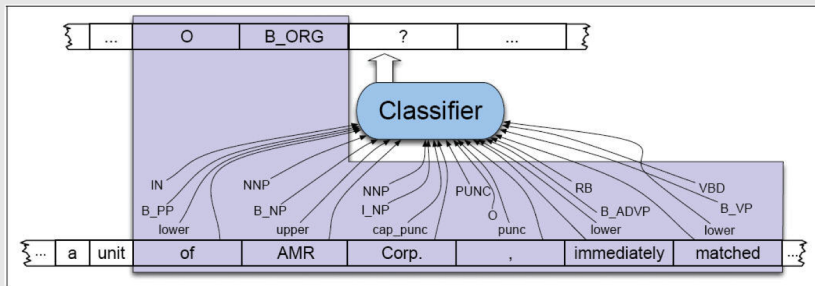 ... O B_ORG ? ...
Classifier
IN NNP NNP PUNC RB VBD
B_PP B_NP I_NP O B_ADVP B_VP
lower upper cap_punc punc lower lower
... a unit of AMR Corp. , immediately matched ...